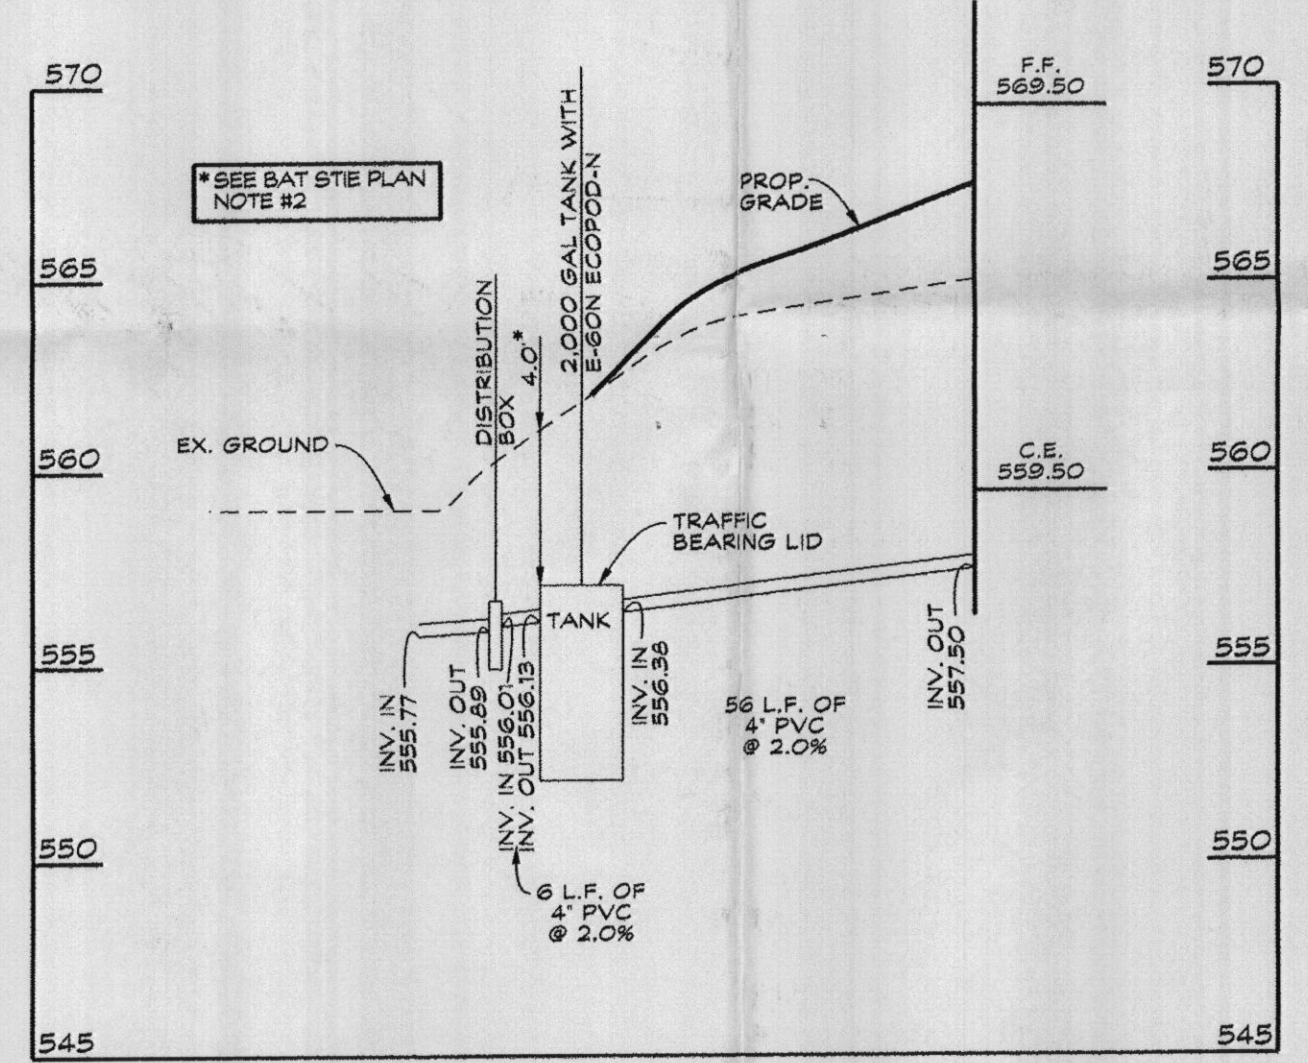 570
F.F.
569.50
570
* SEE BAT STIE PLAN
NOTE #2
2,000 GAL TANK WITH
E-60N ECOPOD-N
PROP.
GRADE
565
565
DISTRIBUTION
BOX
4.0' *
EX. GROUND
560
C.E.
559.50
560
TRAFFIC
BEARING LID
TANK
555
555
INV. IN
555.77
INV. OUT
555.89
INV. IN 556.01
INV. OUT 556.13
INV. IN
556.38
56 L.F. OF
4" PVC
@ 2.0%
INV. OUT
557.50
550
550
6 L.F. OF
4" PVC
@ 2.0%
545
545